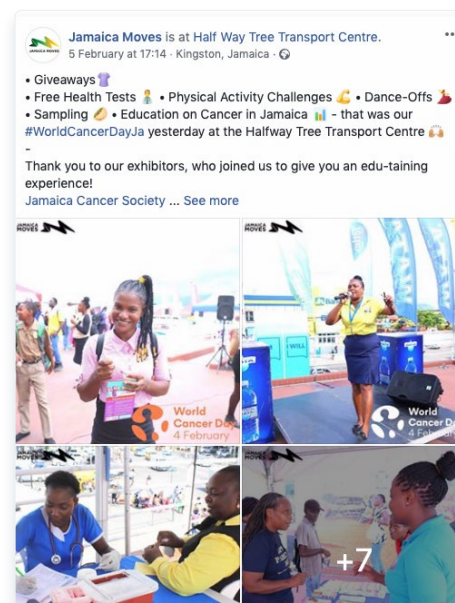 Jamaica Moves is at Half Way Tree Transport Centre.
5 February at 17:14 · Kingston, Jamaica ·
• Giveaways
• Free Health Tests • Physical Activity Challenges • Dance-Offs
• Sampling • Education on Cancer in Jamaica - that was our
#WorldCancerDayJa yesterday at the Halfway Tree Transport Centre
-
Thank you to our exhibitors, who joined us to give you an edu-taining
experience!
Jamaica Cancer Society ... See more
JAMAICA
MOVES
JAMAICA
MOVES
I WILL
World
Cancer Day
4 February
World
Cancer D
4 February
JAMAICA
MOVES
JAMAICA
MOVES
+7